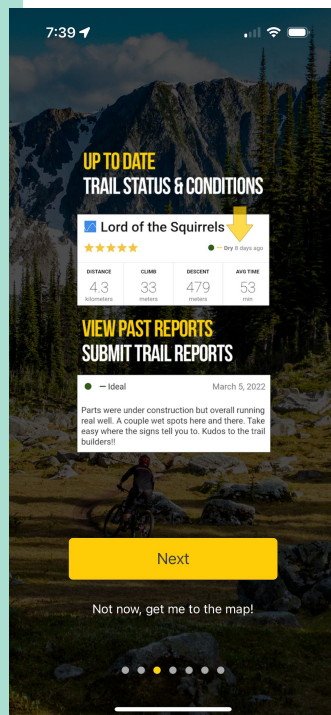 7:39
UP TO DATE
TRAIL STATUS & CONDITIONS
Lord of the Squirrels
– Dry 8 days ago
DISTANCE CLIMB DESCENT AVG TIME
4.3 33 479 53
kilometers meters meters min
VIEW PAST REPORTS
SUBMIT TRAIL REPORTS
– Ideal March 5, 2022
Parts were under construction but overall running
real well. A couple wet spots here and there. Take
easy where the signs tell you to. Kudos to the trail
builders!!
Next
Not now, get me to the map!